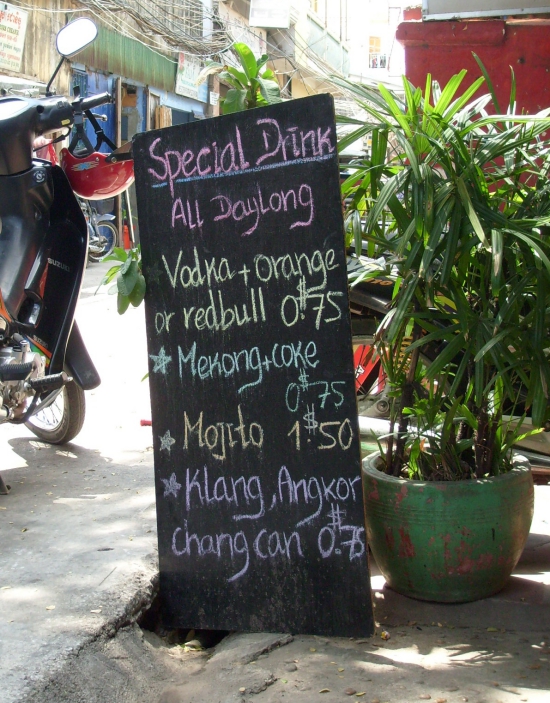 Special Drink
All Daylong
Vodka + orange
or redbull 0$75
Mekong + coke
0$75
Mojito 1$50
Klang, Angkor
chang can 0$75
SUZUKI